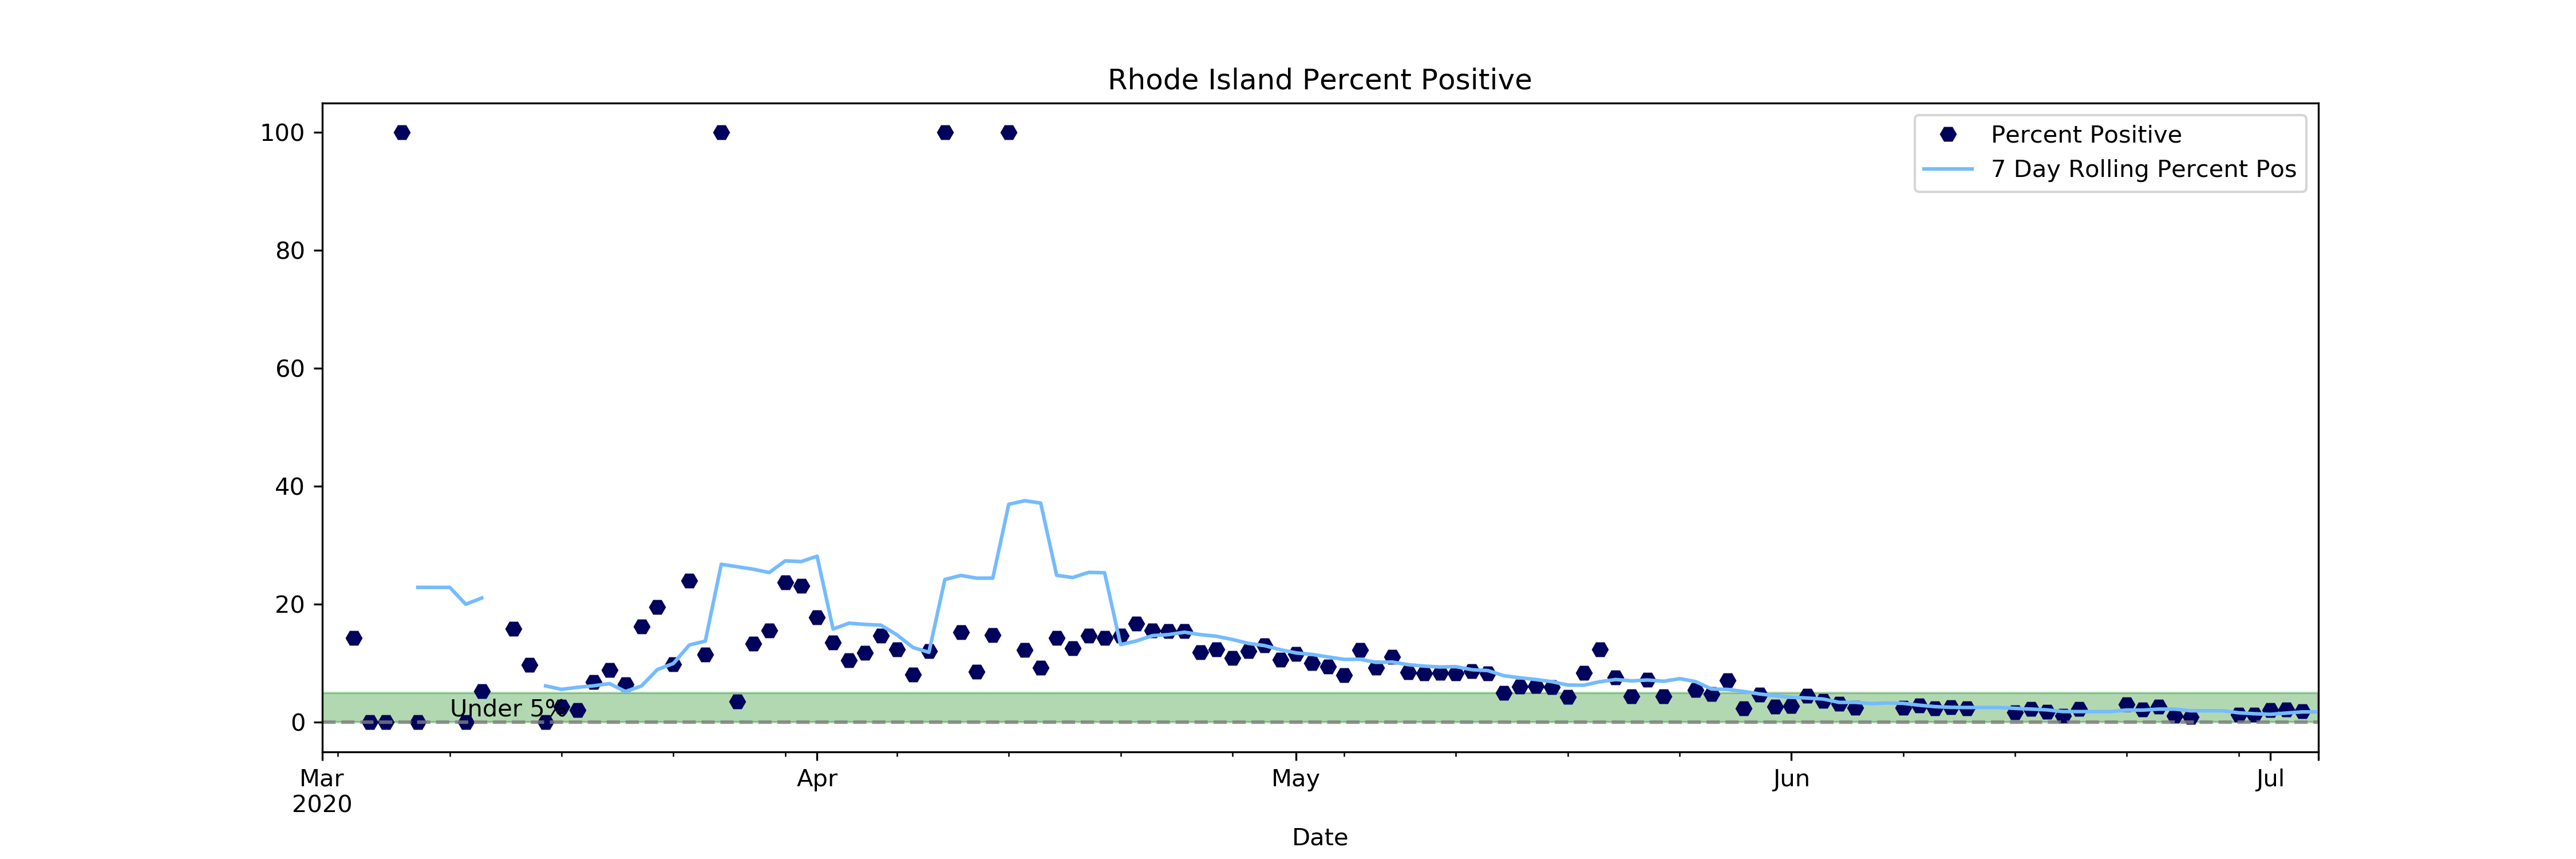 Rhode Island Percent Positive
Percent Positive
7 Day Rolling Percent Pos
100
80
60
40
20
0
Under 5%
Mar
2020
Apr
May
Jun
Jul
Date